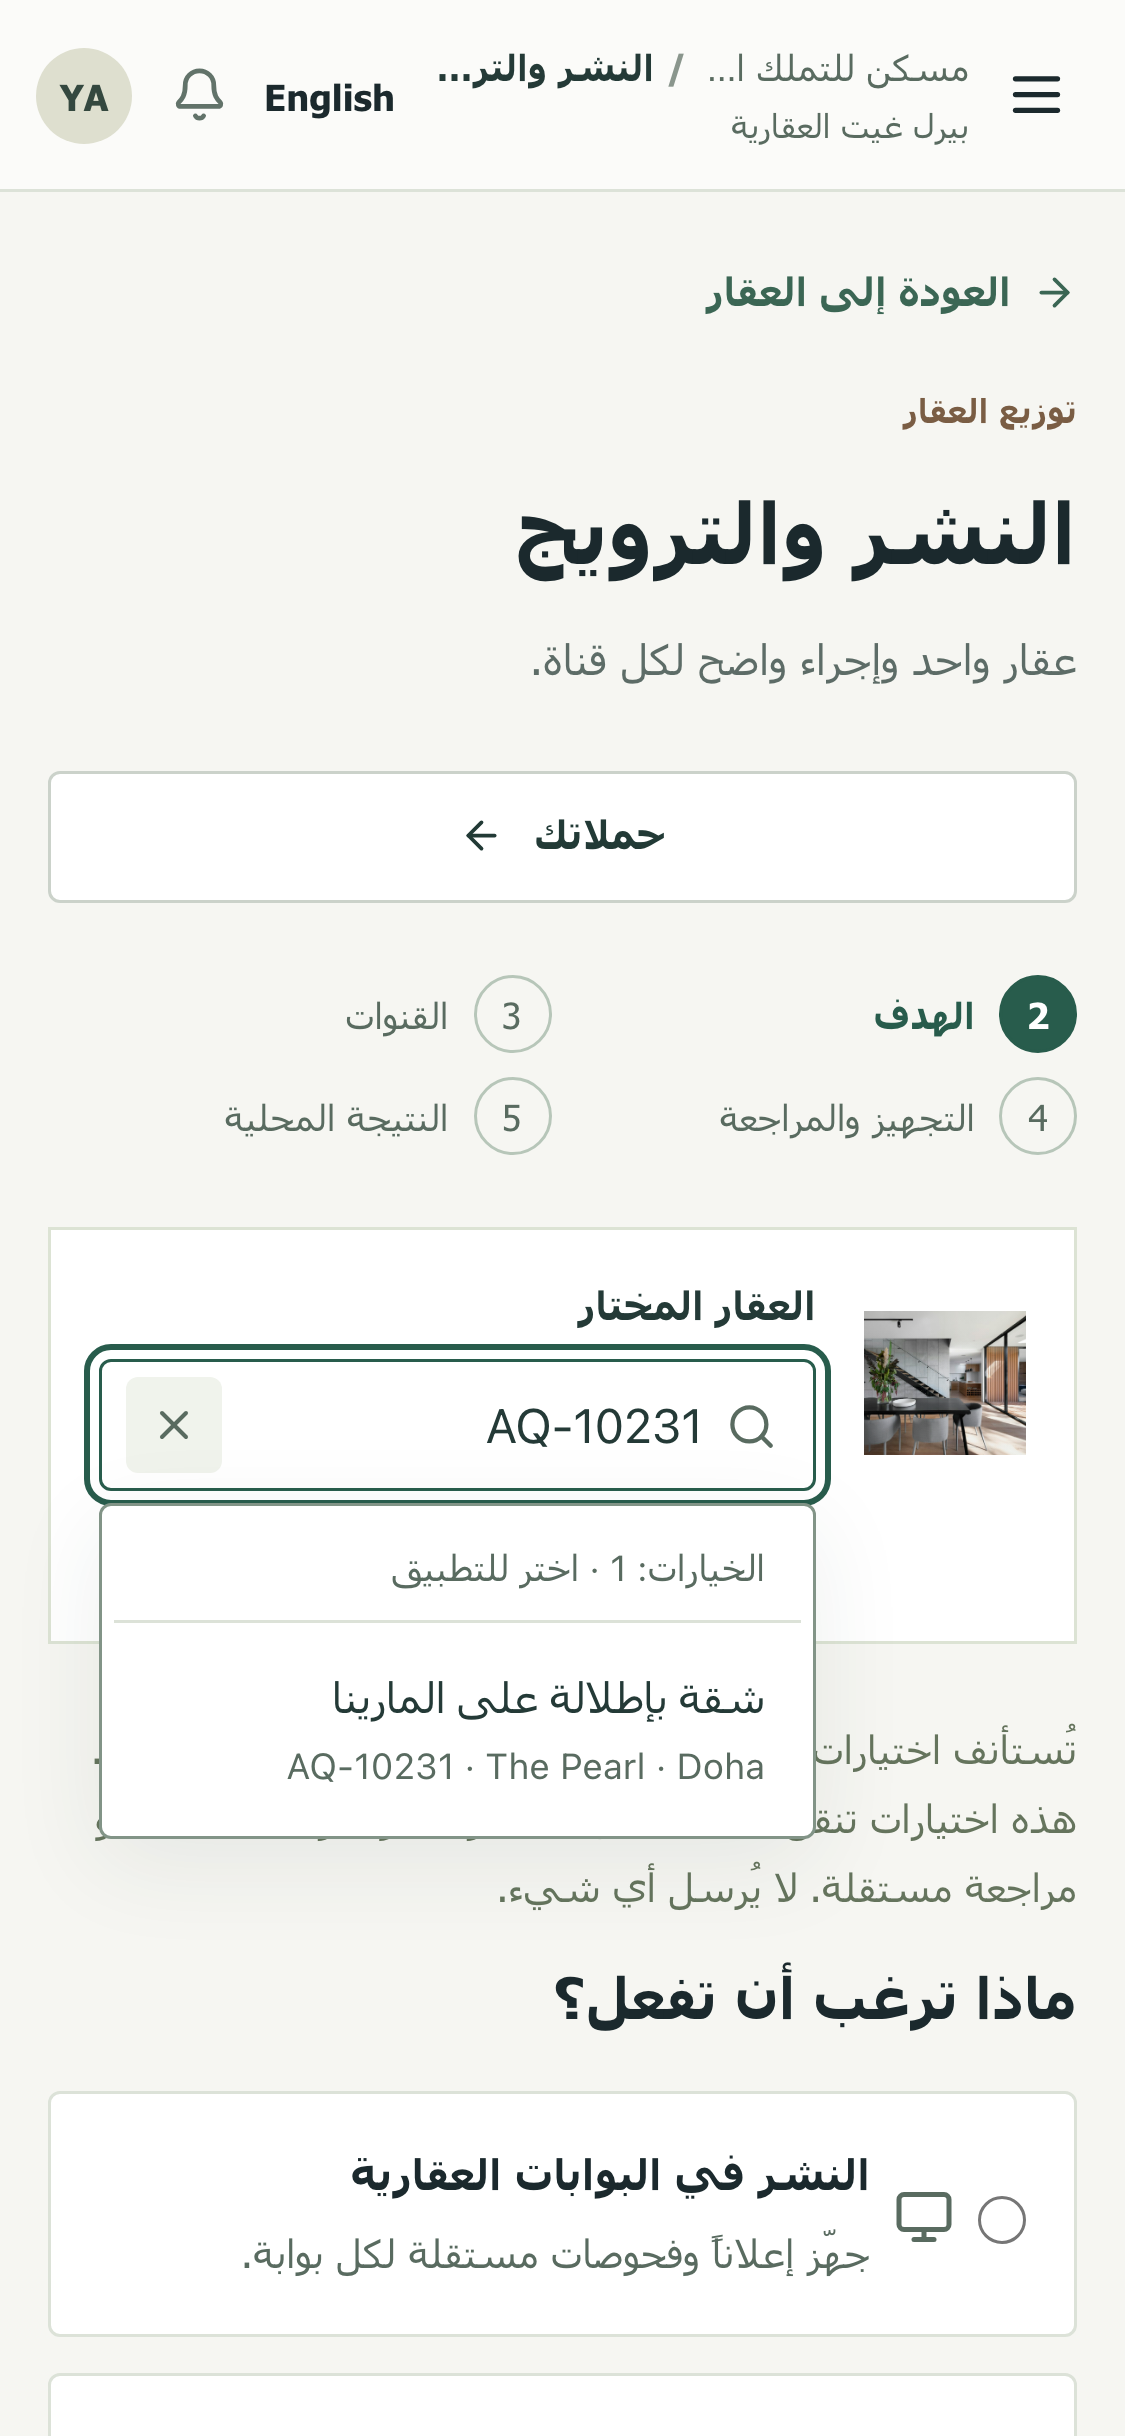 مسكن للتملك ا... / النشر والتر...
بيرل غيت العقارية
English
YA
العودة إلى العقار
توزيع العقار
النشر والترويج
عقار واحد وإجراء واضح لكل قناة.
حملاتك
2 الهدف
3 القنوات
4 التجهيز والمراجعة
5 النتيجة المحلية
العقار المختار
AQ-10231
الخيارات: 1 · اختر للتطبيق
شقة بإطلالة على المارينا
AQ-10231 · The Pearl · Doha
تُستأنف اختيارات
هذه اختيارات
مراجعة مستقلة. لا يُرسل أي شيء.
ماذا ترغب أن تفعل؟
النشر في البوابات العقارية
جهّز إعلاناً وفحوصات مستقلة لكل بوابة.